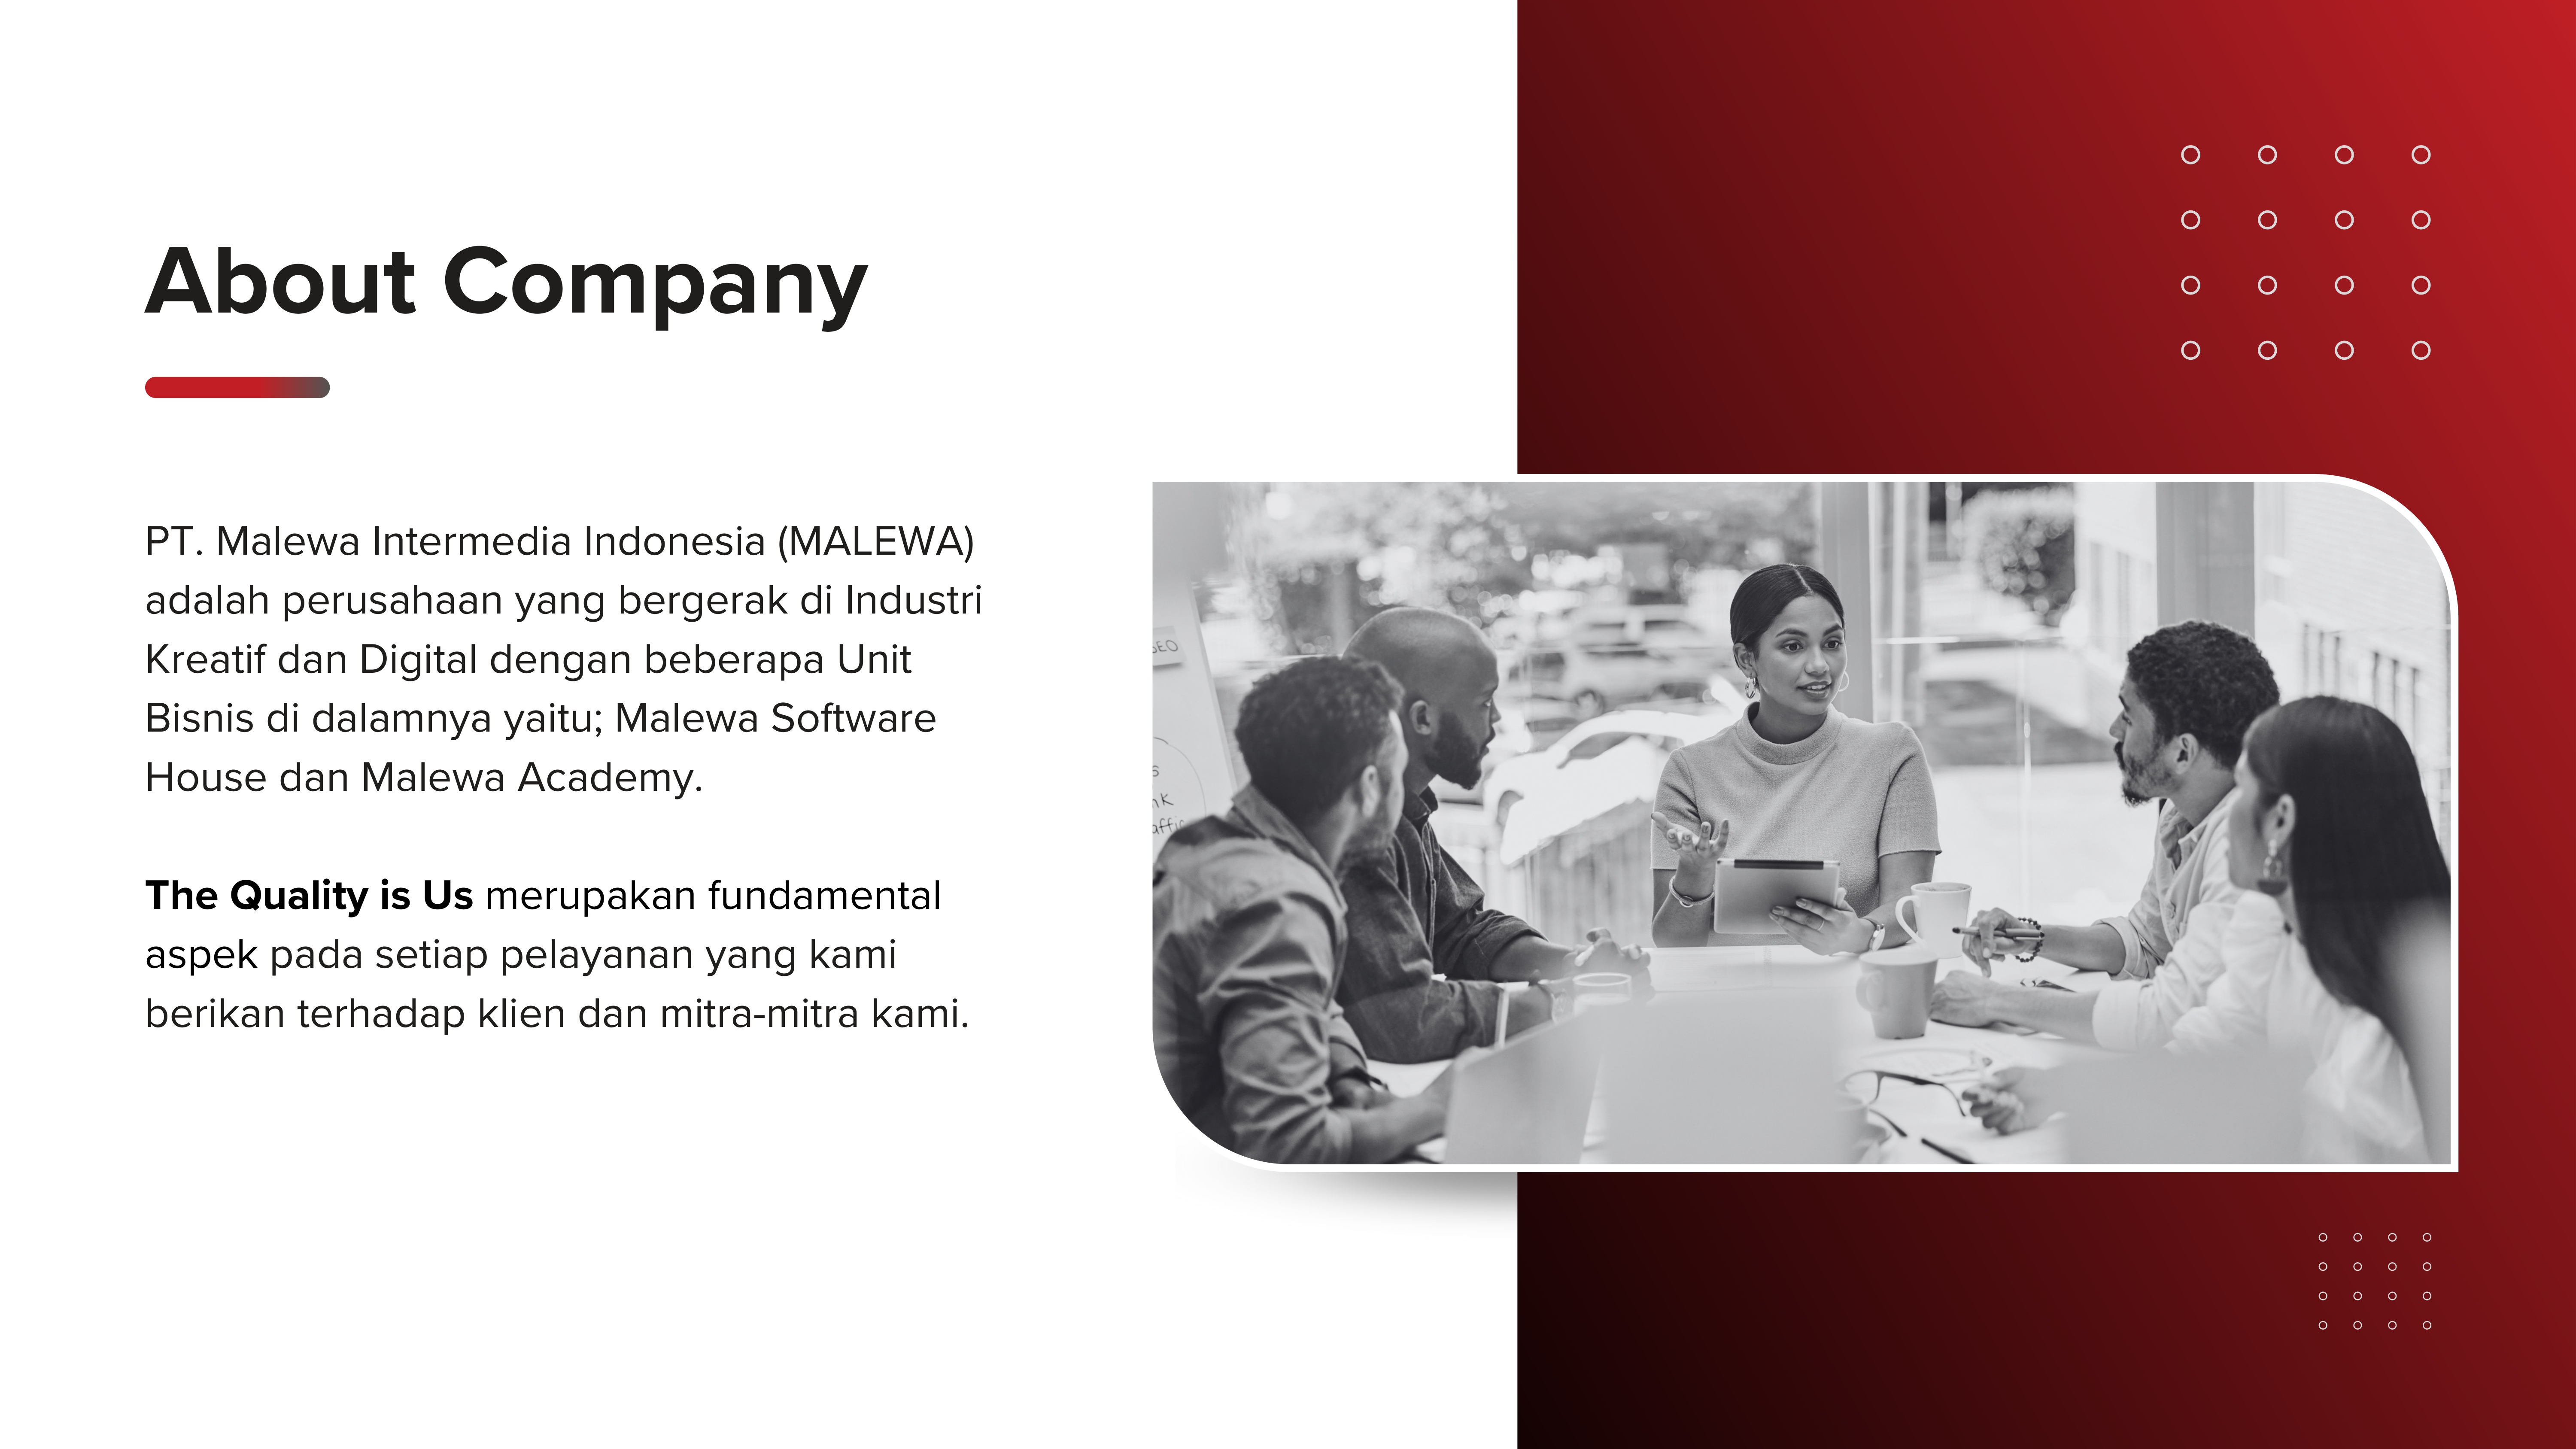 About Company
PT. Malewa Intermedia Indonesia (MALEWA)
adalah perusahaan yang bergerak di Industri
Kreatif dan Digital dengan beberapa Unit
Bisnis di dalamnya yaitu; Malewa Software
House dan Malewa Academy.
The Quality is Us merupakan fundamental
aspek pada setiap pelayanan yang kami
berikan terhadap klien dan mitra-mitra kami.